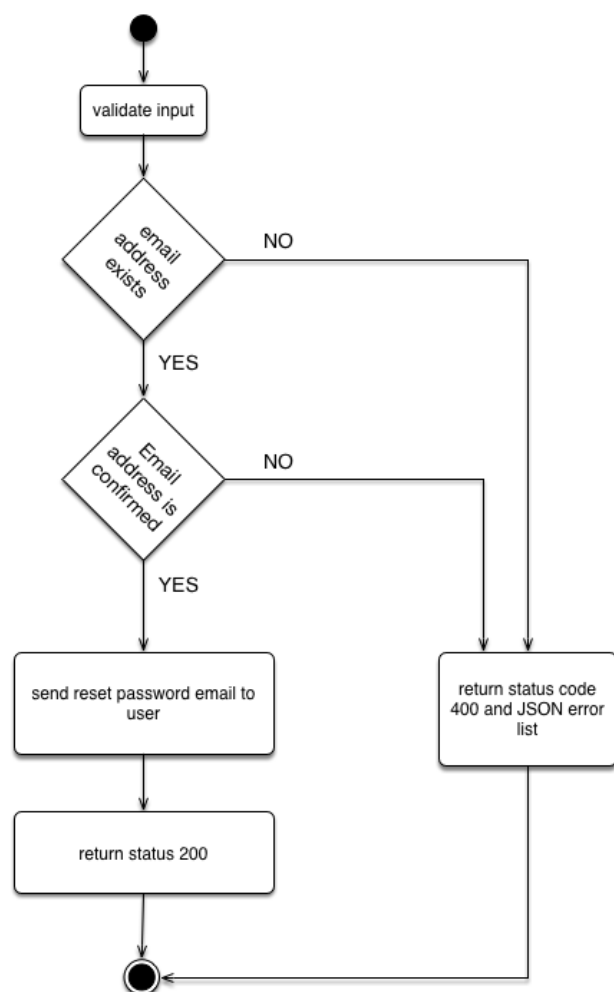 validate input
email
address
exists
NO
YES
Email
address is
confirmed
NO
YES
send reset password email to
user
return status code
400 and JSON error
list
return status 200